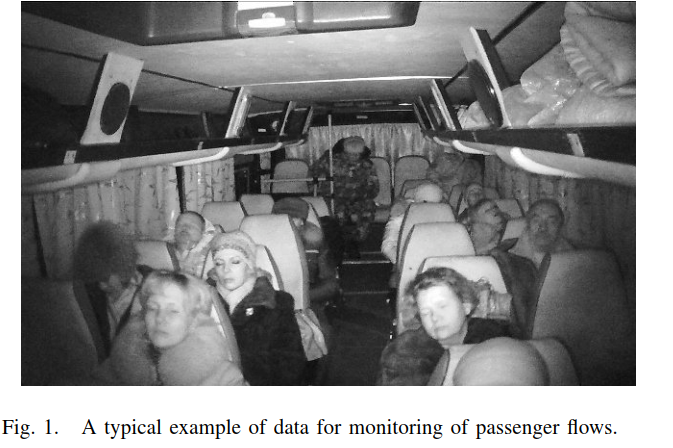 Fig. 1. A typical example of data for monitoring of passenger flows.